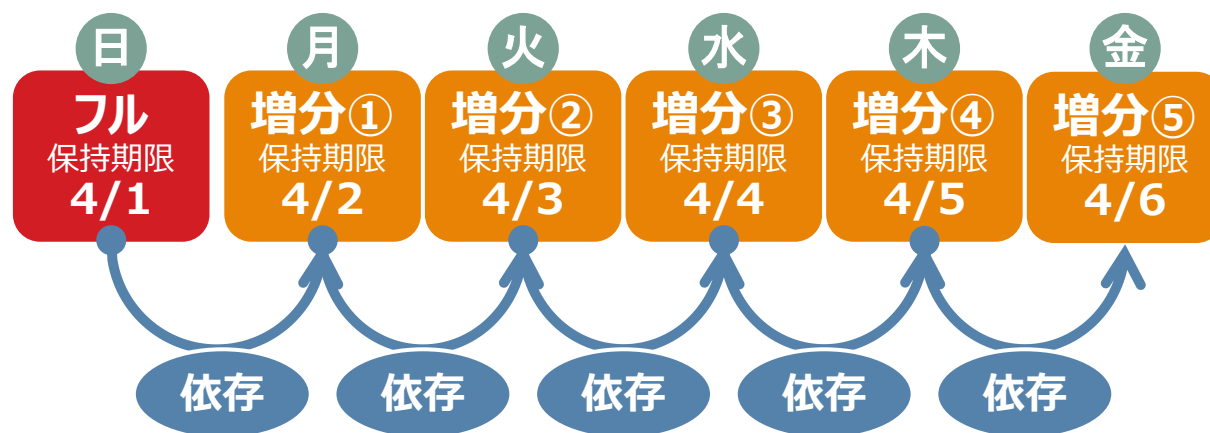 日
月
火
水
木
金
フル
保持期限
4/1
増分①
保持期限
4/2
増分②
保持期限
4/3
増分③
保持期限
4/4
増分④
保持期限
4/5
増分⑤
保持期限
4/6
依存
依存
依存
依存
依存